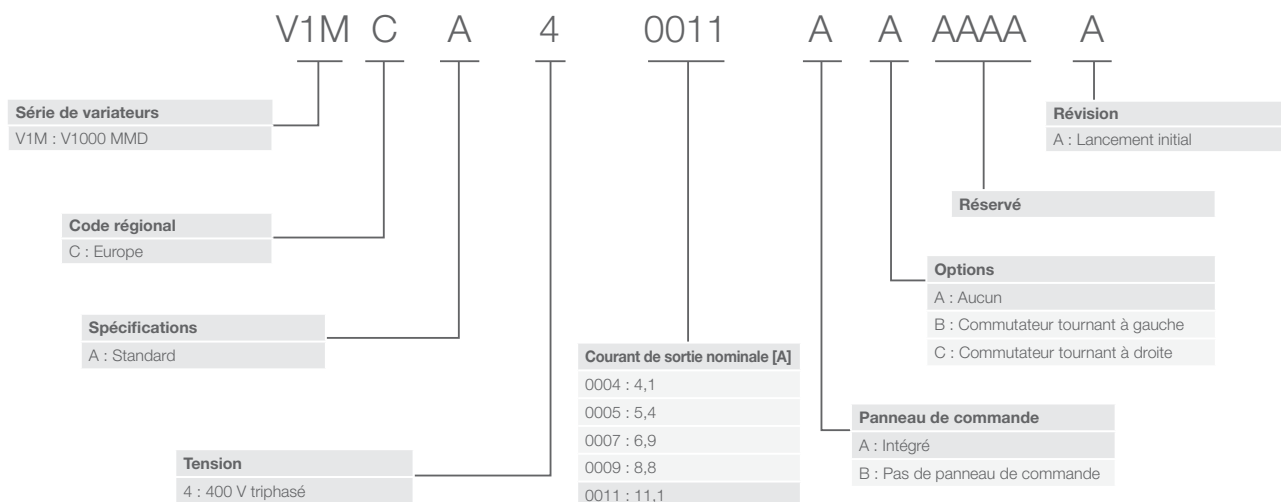 V1M C A 4 0011 A A AAAA A
Série de variateurs
V1M : V1000 MMD
Révision
A : Lancement initial
Réservé
Code régional
C : Europe
Options
A : Aucun
B : Commutateur tournant à gauche
C : Commutateur tournant à droite
Spécifications
A : Standard
Courant de sortie nominale [A]
0004 : 4,1
0005 : 5,4
0007 : 6,9
0009 : 8,8
0011 : 11,1
Panneau de commande
A : Intégré
B : Pas de panneau de commande
Tension
4 : 400 V triphasé